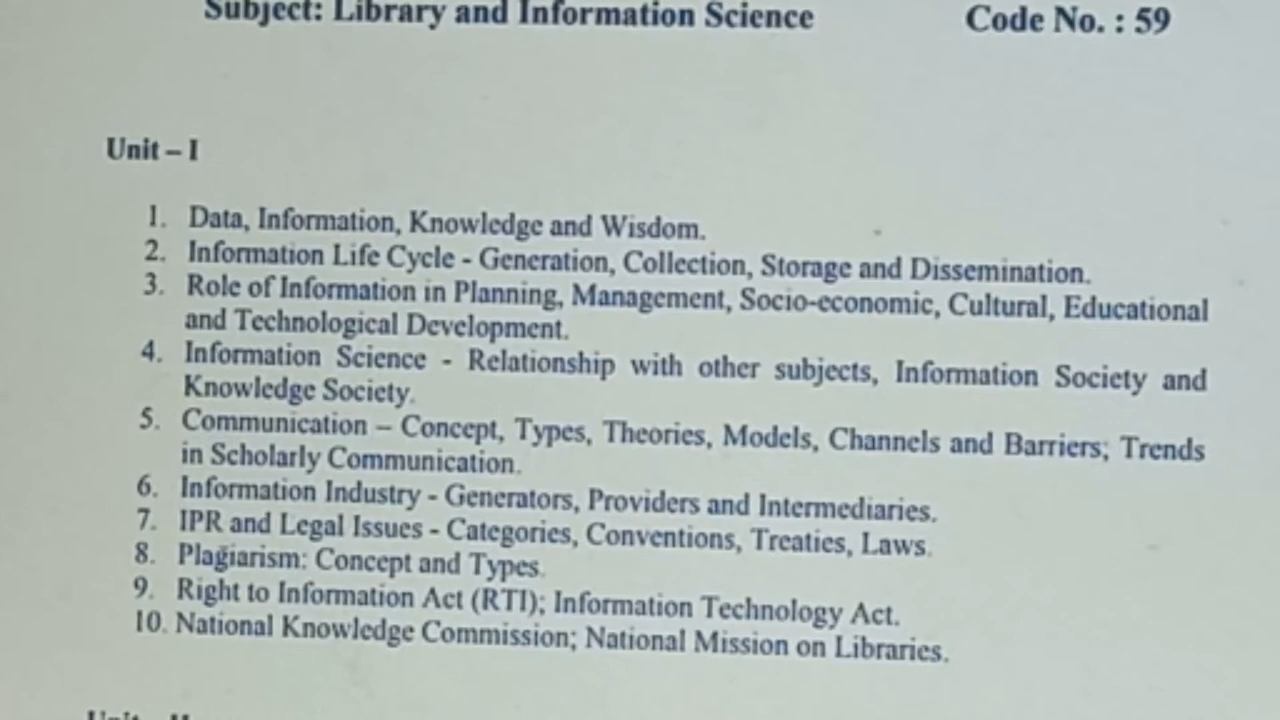 Subject: Library and Information Science Code No. : 59
Unit – I
1. Data, Information, Knowledge and Wisdom.
2. Information Life Cycle - Generation, Collection, Storage and Dissemination.
3. Role of Information in Planning, Management, Socio-economic, Cultural, Educational
and Technological Development.
4. Information Science - Relationship with other subjects, Information Society and
Knowledge Society.
5. Communication – Concept, Types, Theories, Models, Channels and Barriers; Trends
in Scholarly Communication.
6. Information Industry - Generators, Providers and Intermediaries.
7. IPR and Legal Issues - Categories, Conventions, Treaties, Laws.
8. Plagiarism: Concept and Types.
9. Right to Information Act (RTI); Information Technology Act.
10. National Knowledge Commission; National Mission on Libraries.